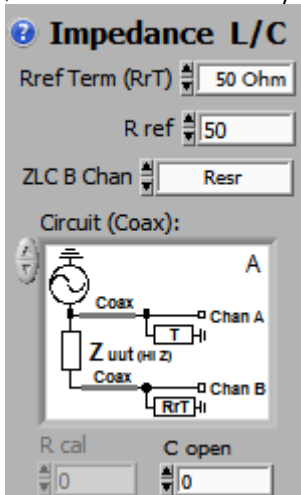 ? Impedance L/C
Rref Term (RrT) 50 Ohm
R ref 50
ZLC B Chan Resr
Circuit (Coax):
A
Coax
Chan A
T
Z uut (HI Z)
Coax
Chan B
RrT
R cal C open
0 0